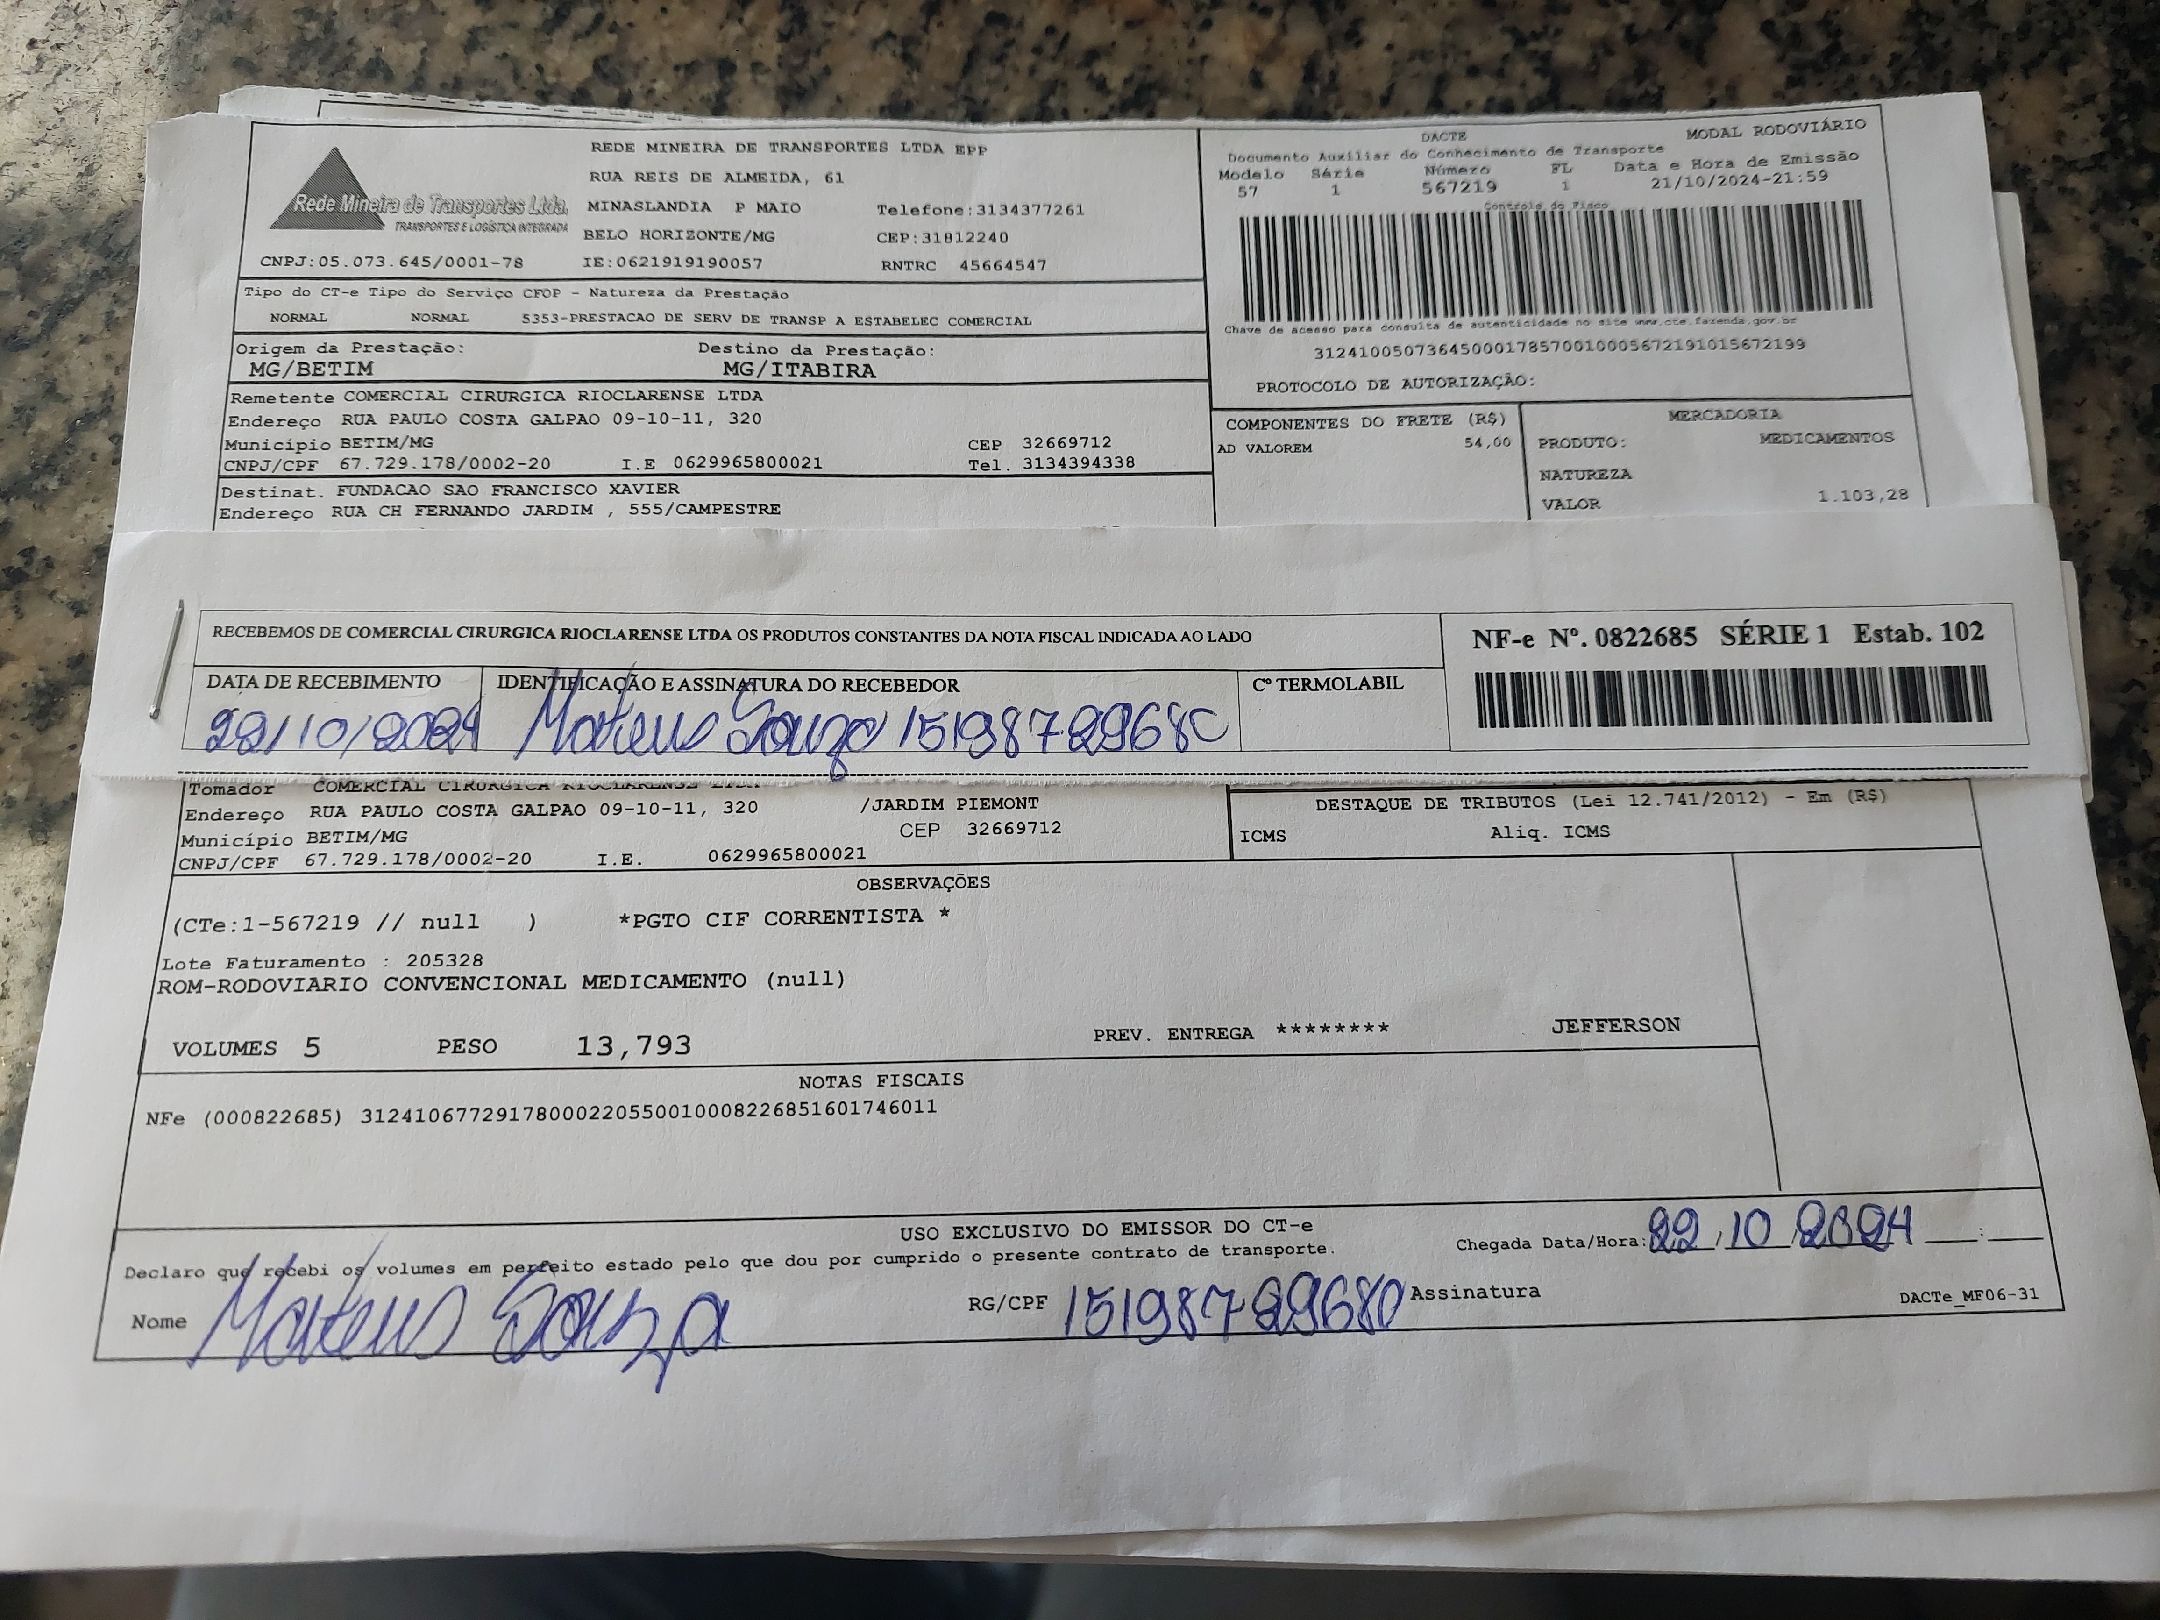 REDE MINEIRA DE TRANSPORTES LTDA EPP
RUA REIS DE ALMEIDA, 61
Rede Mineira de Transportes Ltda.
TRANSPORTES E LOGÍSTICA INTEGRADA
MINASLANDIA P MAIO Telefone:3134377261
BELO HORIZONTE/MG CEP:31812240
CNPJ:05.073.645/0001-78 IE:0621919190057 RNTRC 45664547
DACTE MODAL RODOVIÁRIO
Documento Auxiliar do Conhecimento de Transporte
Modelo Série Número FL Data e Hora de Emissão
57 1 567219 1 21/10/2024-21:59
Controle do Fisco
Chave de acesso para consulta de autenticidade no site www.cte.fazenda.gov.br
31241005073645000178570010005672191015672199
PROTOCOLO DE AUTORIZAÇÃO:
Tipo do CT-e Tipo do Serviço CFOP - Natureza da Prestação
NORMAL NORMAL 5353-PRESTACAO DE SERV DE TRANSP A ESTABELEC COMERCIAL
Origem da Prestação: Destino da Prestação:
MG/BETIM MG/ITABIRA
Remetente COMERCIAL CIRURGICA RIOCLARENSE LTDA
Endereço RUA PAULO COSTA GALPAO 09-10-11, 320
Município BETIM/MG CEP 32669712
CNPJ/CPF 67.729.178/0002-20 I.E 0629965800021 Tel. 3134394338
Destinat. FUNDACAO SAO FRANCISCO XAVIER
Endereço RUA CH FERNANDO JARDIM , 555/CAMPESTRE
COMPONENTES DO FRETE (R$)
AD VALOREM 54,00
MERCADORIA
PRODUTO: MEDICAMENTOS
NATUREZA
VALOR 1.103,28
RECEBEMOS DE COMERCIAL CIRURGICA RIOCLARENSE LTDA OS PRODUTOS CONSTANTES DA NOTA FISCAL INDICADA AO LADO
NF-e Nº. 0822685 SÉRIE 1 Estab. 102
DATA DE RECEBIMENTO IDENTIFICAÇÃO E ASSINATURA DO RECEBEDOR Cº TERMOLABIL
22/10/2024 Mateus Souza 15198729680
Tomador COMERCIAL CIRURGICA RIOCLARENSE LTDA
Endereço RUA PAULO COSTA GALPAO 09-10-11, 320 /JARDIM PIEMONT
Município BETIM/MG CEP 32669712
CNPJ/CPF 67.729.178/0002-20 I.E. 0629965800021
DESTAQUE DE TRIBUTOS (Lei 12.741/2012) - Em (R$)
ICMS Aliq. ICMS
OBSERVAÇÕES
(CTe:1-567219 // null ) *PGTO CIF CORRENTISTA *
Lote Faturamento : 205328
ROM-RODOVIARIO CONVENCIONAL MEDICAMENTO (null)
VOLUMES 5 PESO 13,793 PREV. ENTREGA ******** JEFFERSON
NOTAS FISCAIS
NFe (000822685) 31241067729178000220550010008226851601746011
USO EXCLUSIVO DO EMISSOR DO CT-e
Declaro que recebi os volumes em perfeito estado pelo que dou por cumprido o presente contrato de transporte.
Chegada Data/Hora: 22,10 2024 ___:___
Nome Mateus Souza RG/CPF 15198729680 Assinatura
DACTe_MF06-31